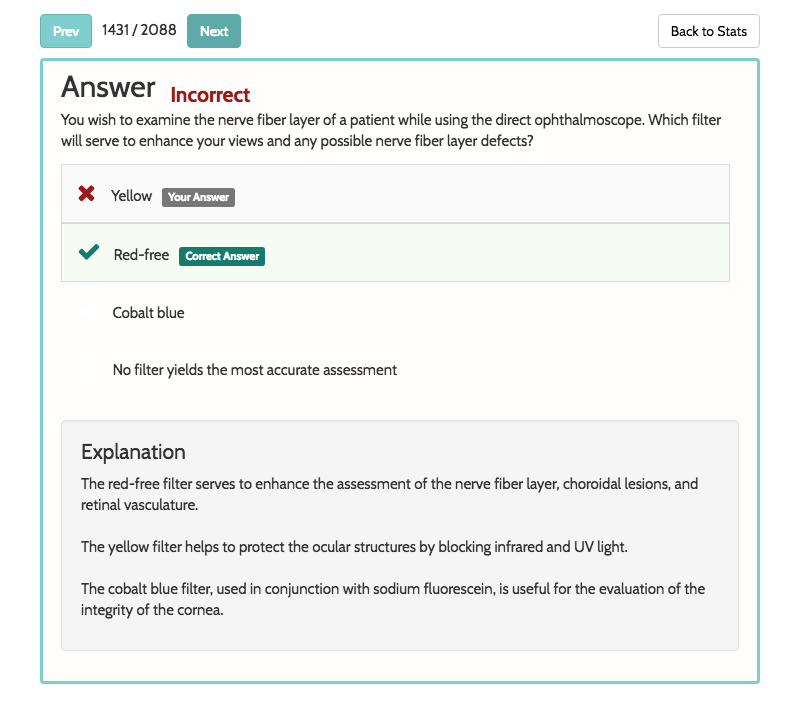 Prev 1431 / 2088 Next Back to Stats
Answer Incorrect
You wish to examine the nerve fiber layer of a patient while using the direct ophthalmoscope. Which filter
will serve to enhance your views and any possible nerve fiber layer defects?
Yellow Your Answer
Red-free Correct Answer
Cobalt blue
No filter yields the most accurate assessment
Explanation
The red-free filter serves to enhance the assessment of the nerve fiber layer, choroidal lesions, and
retinal vasculature.
The yellow filter helps to protect the ocular structures by blocking infrared and UV light.
The cobalt blue filter, used in conjunction with sodium fluorescein, is useful for the evaluation of the
integrity of the cornea.